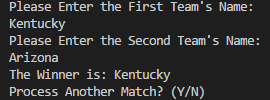 Please Enter the First Team's Name:
Kentucky
Please Enter the Second Team's Name:
Arizona
The Winner is: Kentucky
Process Another Match? (Y/N)